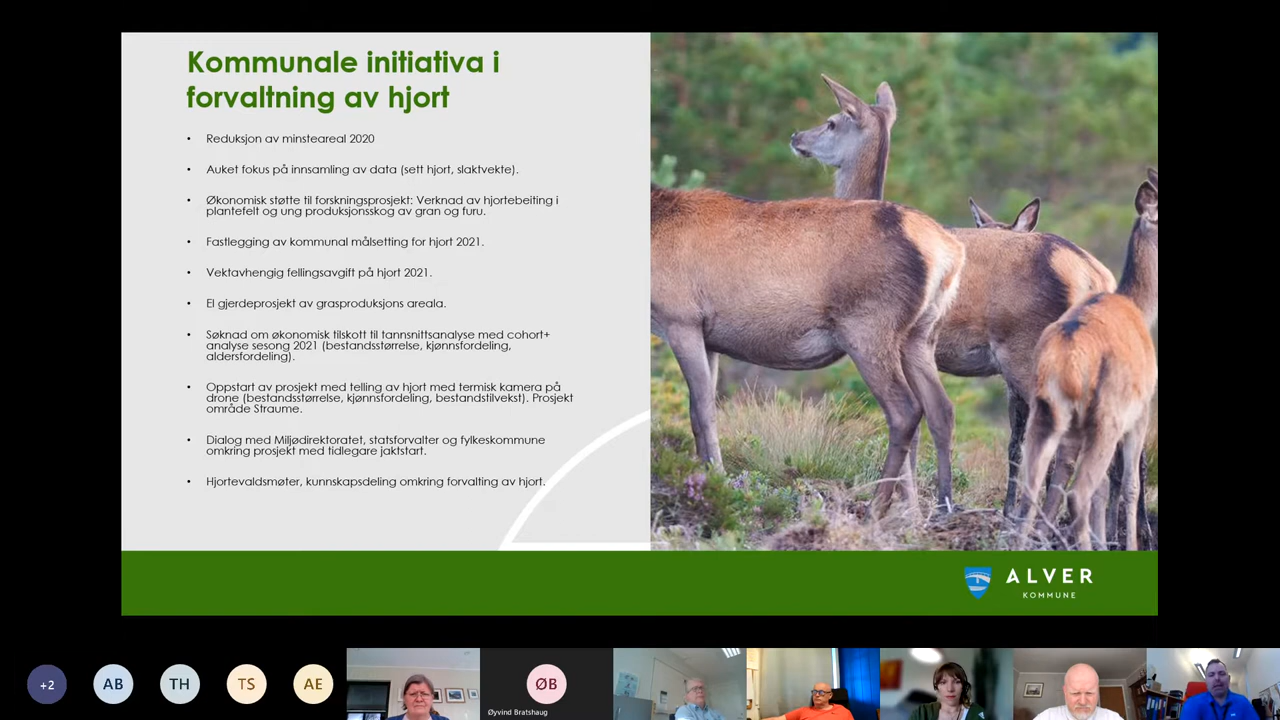 Kommunale initiativa i
forvaltning av hjort
• Reduksjon av minsteareal 2020
• Auket fokus på innsamling av data (sett hjort, slaktvekte).
• Økonomisk støtte til forskningsprosjekt: Verknad av hjortebeiting i
plantefelt og ung produksjonsskog av gran og furu.
• Fastlegging av kommunal målsetting for hjort 2021.
• Vektavhengig fellingsavgift på hjort 2021.
• El gjerdeprosjekt av grasproduksjons areala.
• Søknad om økonomisk tilskott til tannsnittsanalyse med cohort+
analyse sesong 2021 (bestandsstørrelse, kjønnsfordeling,
aldersfordeling).
• Oppstart av prosjekt med telling av hjort med termisk kamera på
drone (bestandsstørrelse, kjønnsfordeling, bestandstilvekst). Prosjekt
område Straume.
• Dialog med Miljødirektoratet, statsforvalter og fylkeskommune
omkring prosjekt med tidlegare jaktstart.
• Hjortevaldsmøter, kunnskapsdeling omkring forvalting av hjort.
ALVER
KOMMUNE
+2
AB
TH
TS
AE
ØB
Øyvind Bratshaug